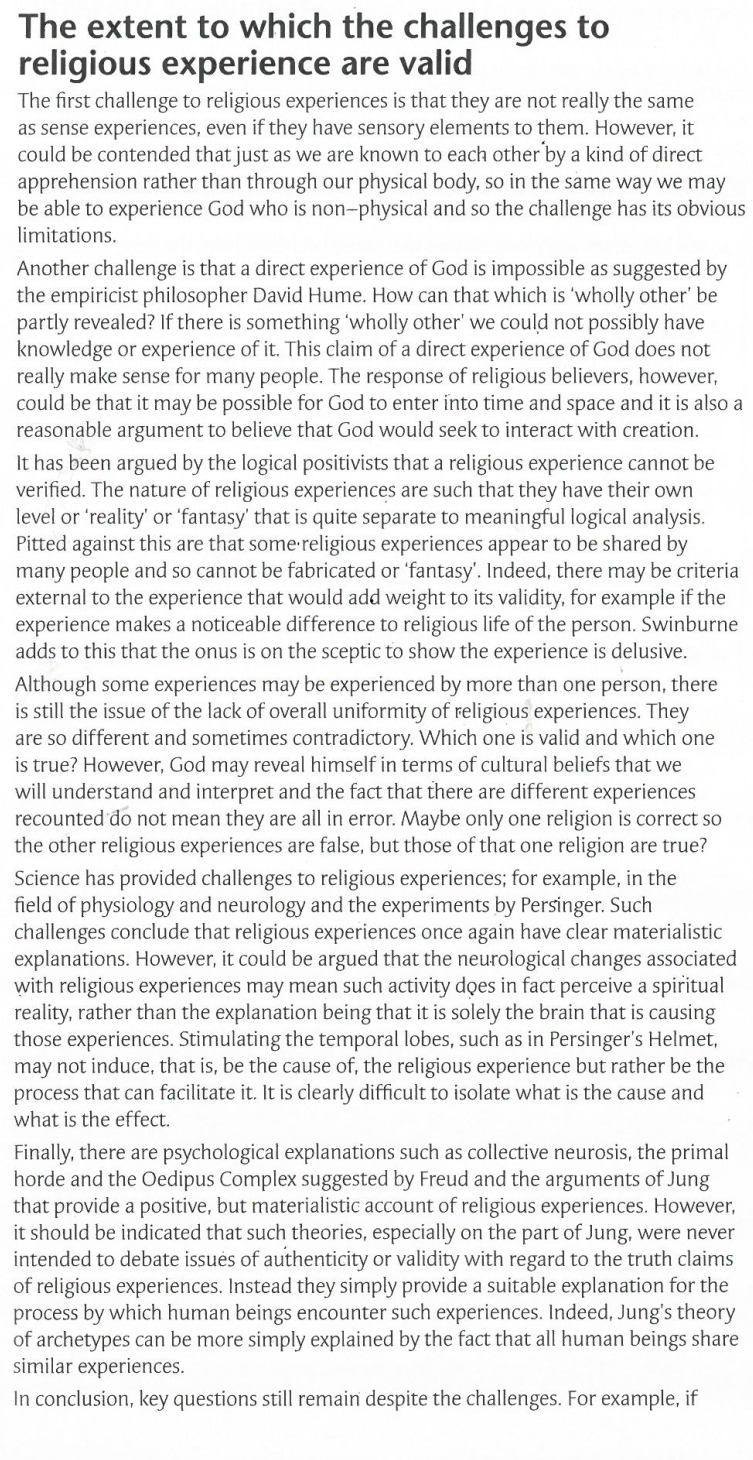 The extent to which the challenges to
religious experience are valid
The first challenge to religious experiences is that they are not really the same
as sense experiences, even if they have sensory elements to them. However, it
could be contended that just as we are known to each other by a kind of direct
apprehension rather than through our physical body, so in the same way we may
be able to experience God who is non–physical and so the challenge has its obvious
limitations.
Another challenge is that a direct experience of God is impossible as suggested by
the empiricist philosopher David Hume. How can that which is ‘wholly other’ be
partly revealed? If there is something ‘wholly other’ we could not possibly have
knowledge or experience of it. This claim of a direct experience of God does not
really make sense for many people. The response of religious believers, however,
could be that it may be possible for God to enter into time and space and it is also a
reasonable argument to believe that God would seek to interact with creation.
It has been argued by the logical positivists that a religious experience cannot be
verified. The nature of religious experiences are such that they have their own
level or ‘reality’ or ‘fantasy’ that is quite separate to meaningful logical analysis.
Pitted against this are that some religious experiences appear to be shared by
many people and so cannot be fabricated or ‘fantasy’. Indeed, there may be criteria
external to the experience that would add weight to its validity, for example if the
experience makes a noticeable difference to religious life of the person. Swinburne
adds to this that the onus is on the sceptic to show the experience is delusive.
Although some experiences may be experienced by more than one person, there
is still the issue of the lack of overall uniformity of religious experiences. They
are so different and sometimes contradictory. Which one is valid and which one
is true? However, God may reveal himself in terms of cultural beliefs that we
will understand and interpret and the fact that there are different experiences
recounted do not mean they are all in error. Maybe only one religion is correct so
the other religious experiences are false, but those of that one religion are true?
Science has provided challenges to religious experiences; for example, in the
field of physiology and neurology and the experiments by Persinger. Such
challenges conclude that religious experiences once again have clear materialistic
explanations. However, it could be argued that the neurological changes associated
with religious experiences may mean such activity does in fact perceive a spiritual
reality, rather than the explanation being that it is solely the brain that is causing
those experiences. Stimulating the temporal lobes, such as in Persinger’s Helmet,
may not induce, that is, be the cause of, the religious experience but rather be the
process that can facilitate it. It is clearly difficult to isolate what is the cause and
what is the effect.
Finally, there are psychological explanations such as collective neurosis, the primal
horde and the Oedipus Complex suggested by Freud and the arguments of Jung
that provide a positive, but materialistic account of religious experiences. However,
it should be indicated that such theories, especially on the part of Jung, were never
intended to debate issues of authenticity or validity with regard to the truth claims
of religious experiences. Instead they simply provide a suitable explanation for the
process by which human beings encounter such experiences. Indeed, Jung’s theory
of archetypes can be more simply explained by the fact that all human beings share
similar experiences.
In conclusion, key questions still remain despite the challenges. For example, if